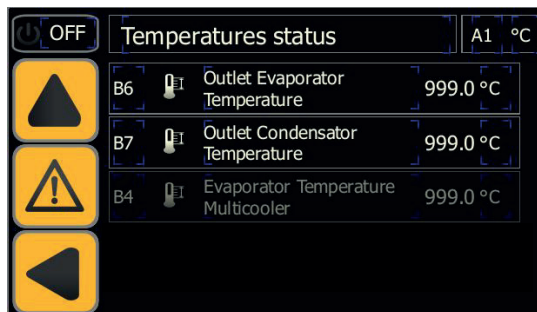 OFF Temperatures status A1 °C
B6 Outlet Evaporator
Temperature 999.0 °C
B7 Outlet Condensator
Temperature 999.0 °C
B4 Evaporator Temperature
Multicooler 999.0 °C